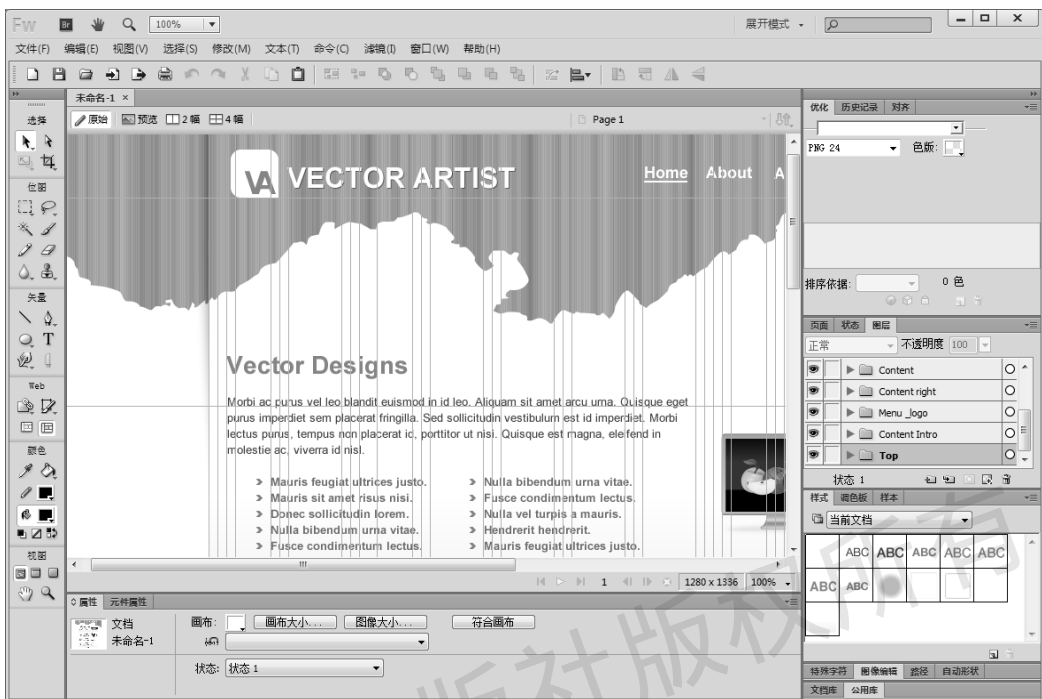 Fw Br 100% 展开模式
文件(F) 编辑(E) 视图(V) 选择(S) 修改(M) 文本(T) 命令(C) 滤镜(I) 窗口(W) 帮助(H)
未命名-1 ×
原始 预览 2 幅 4 幅 Page 1
选择
位图
矢量
Web
颜色
视图
VA VECTOR ARTIST Home About A
Vector Designs
Morbi ac purus vel leo blandit euismod in id leo. Aliquam sit amet arcu urna. Quisque eget
purus imperdiet sem placerat fringilla. Sed sollicitudin vestibulum est id imperdiet. Morbi
lectus purus, tempus non placerat id, porttitor ut nisi. Quisque est magna, eleifend in
molestie ac, viverra id nisl.
Mauris feugiat ultrices justo.
Mauris sit amet risus nisi.
Donec sollicitudin lorem.
Nulla bibendum urna vitae.
Fusce condimentum lectus.
Nulla bibendum urna vitae.
Fusce condimentum lectus.
Nulla vel turpis a mauris.
Hendrerit hendrerit.
Mauris feugiat ultrices justo.
1 1280 x 1336 100%
属性 元件属性
文档
未命名-1
画布: 画布大小... 图像大小... 符合画布
状态: 状态 1
优化 历史记录 对齐
PNG 24 色版:
排序依据: 0 色
页面 状态 图层
正常 不透明度 100
Content
Content right
Menu _logo
Content Intro
Top
状态 1
样式 调色板 样本
当前文档
ABC ABC ABC ABC ABC
ABC ABC
特殊字符 图像编辑 路径 自动形状
文档库 公用库
版社版权所有